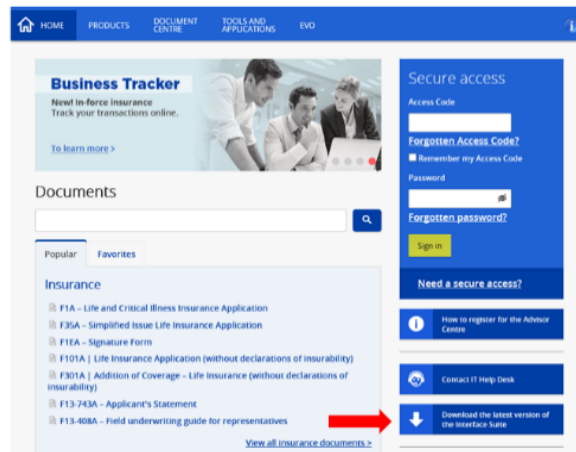 HOME
PRODUCTS
DOCUMENT
CENTRE
TOOLS AND
APPLICATIONS
EVO
Business Tracker
New! In-force insurance
Track your transactions online.
To learn more >
Documents
Popular
Favorites
Insurance
F1A – Life and Critical Illness Insurance Application
F35A – Simplified Issue Life Insurance Application
F1EA – Signature Form
F101A | Life Insurance Application (without declarations of insurability)
F301A | Addition of Coverage – Life Insurance (without declarations of
insurability)
F13-743A – Applicant's Statement
F13-408A – Field underwriting guide for representatives
View all insurance documents >
Secure access
Access Code
Forgotten Access Code?
Remember my Access Code
Password
Forgotten password?
Sign in
Need a secure access?
How to register for the Advisor
Centre
Contact IT Help Desk
Download the latest version of
the Interface Suite